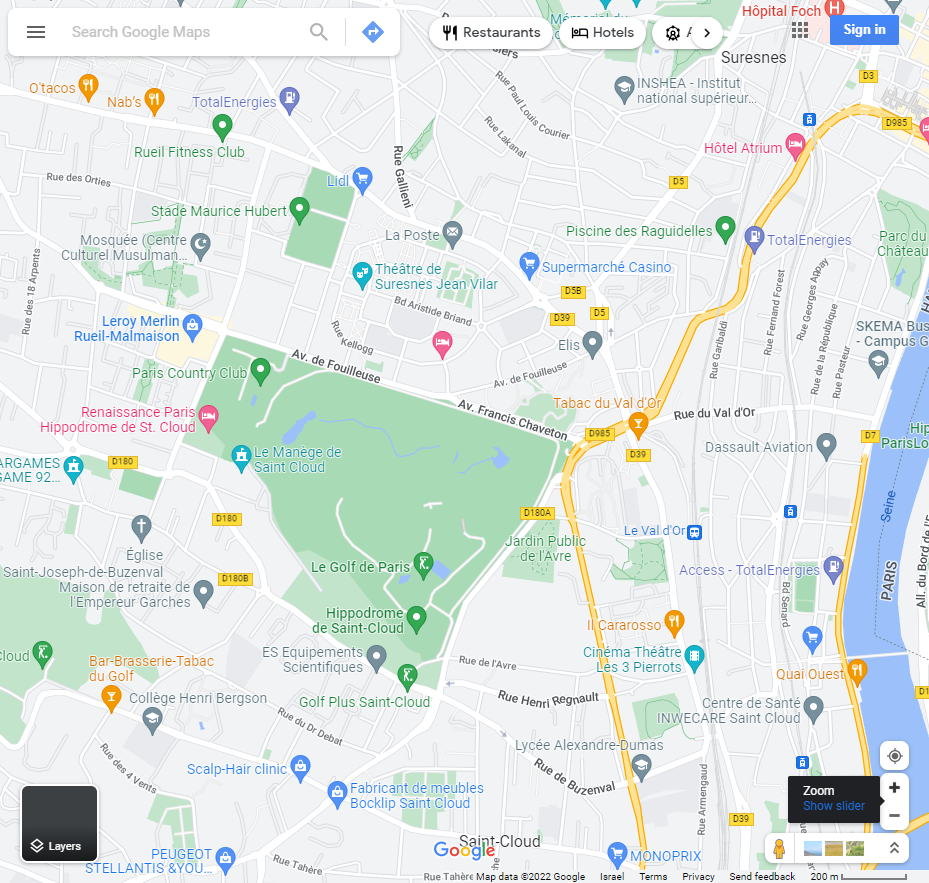 Search Google Maps
Restaurants
Hotels
A
Sign in
Hôpital Foch
Mémorial du
Suresnes
D3
INSHEA - Institut
national supérieur...
O'tacos
Nab's
TotalEnergies
Rue Paul Louis Courier
Rue Lakanal
D985
Rueil Fitness Club
Hôtel Atrium
Rue Gallieni
Rue des Orties
Lidl
D5
Stade Maurice Hubert
La Poste
Piscine des Raguidelles
TotalEnergies
Parc du
Château
Mosquée (Centre
Culturel Musulman...
Théâtre de
Suresnes Jean Vilar
Supermarché Casino
Rue des 18 Arpents
D5B
Bd Aristide Briand
D39
D5
Rue Fernand Forest
Rue Georges Appay
Leroy Merlin
Rueil-Malmaison
Rue Kellogg
Elis
Rue Garibaldi
Rue de la République
Rue Pasteur
SKEMA Bus
- Campus G
Av. de Fouilleuse
Paris Country Club
Av. de Fouilleuse
Renaissance Paris
Hippodrome de St. Cloud
Av. Francis Chaveton
Tabac du Val d'Or
Rue du Val d'Or
D985
D7
Hip
ParisLo
Le Manège de
Saint Cloud
D39
Dassault Aviation
ARGAMES
GAME 92...
D180
D180
D180A
Seine
Église
Saint-Joseph-de-Buzenval
Jardin Public
de l'Avre
Le Val d'Or
Le Golf de Paris
Access - TotalEnergies
PARIS
All. du Bord de l'E
Maison de retraite de
l'Empereur Garches
D180B
Bd Senard
Hippodrome
de Saint-Cloud
Il Cararosso
Cloud
ES Equipements
Scientifiques
Rue de l'Avre
Cinéma Théâtre
Les 3 Pierrots
Quai Ouest
Bar-Brasserie-Tabac
du Golf
Golf Plus Saint-Cloud
Rue Henri Regnault
D1
Collège Henri Bergson
Centre de Santé
INWECARE Saint Cloud
Rue du Dr Debat
Lycée Alexandre-Dumas
Rue de Buzenval
Scalp-Hair clinic
Rue des 4 Vents
Rue Armengaud
Fabricant de meubles
Bocklip Saint Cloud
Zoom
Show slider
D39
Layers
Saint-Cloud
Google
MONOPRIX
PEUGEOT
STELLANTIS &YOU...
Rue Tahère
Rue Tahère
Map data ©2022 Google
Israel
Terms
Privacy
Send feedback
200 m